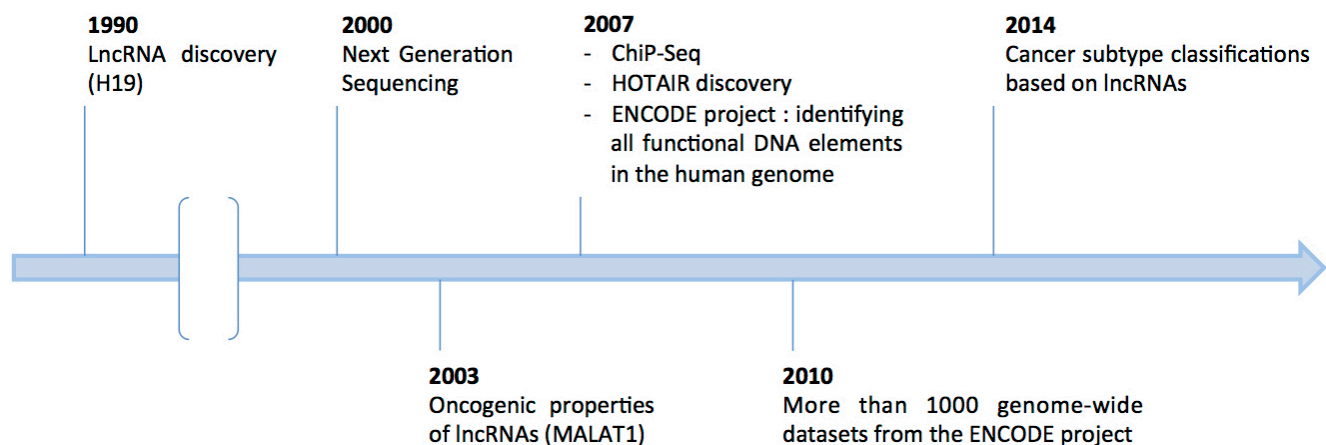 1990
LncRNA discovery
(H19)
2000
Next Generation
Sequencing
2007
- ChiP-Seq
- HOTAIR discovery
- ENCODE project : identifying
all functional DNA elements
in the human genome
2014
Cancer subtype classifications
based on lncRNAs
2003
Oncogenic properties
of lncRNAs (MALAT1)
2010
More than 1000 genome-wide
datasets from the ENCODE project